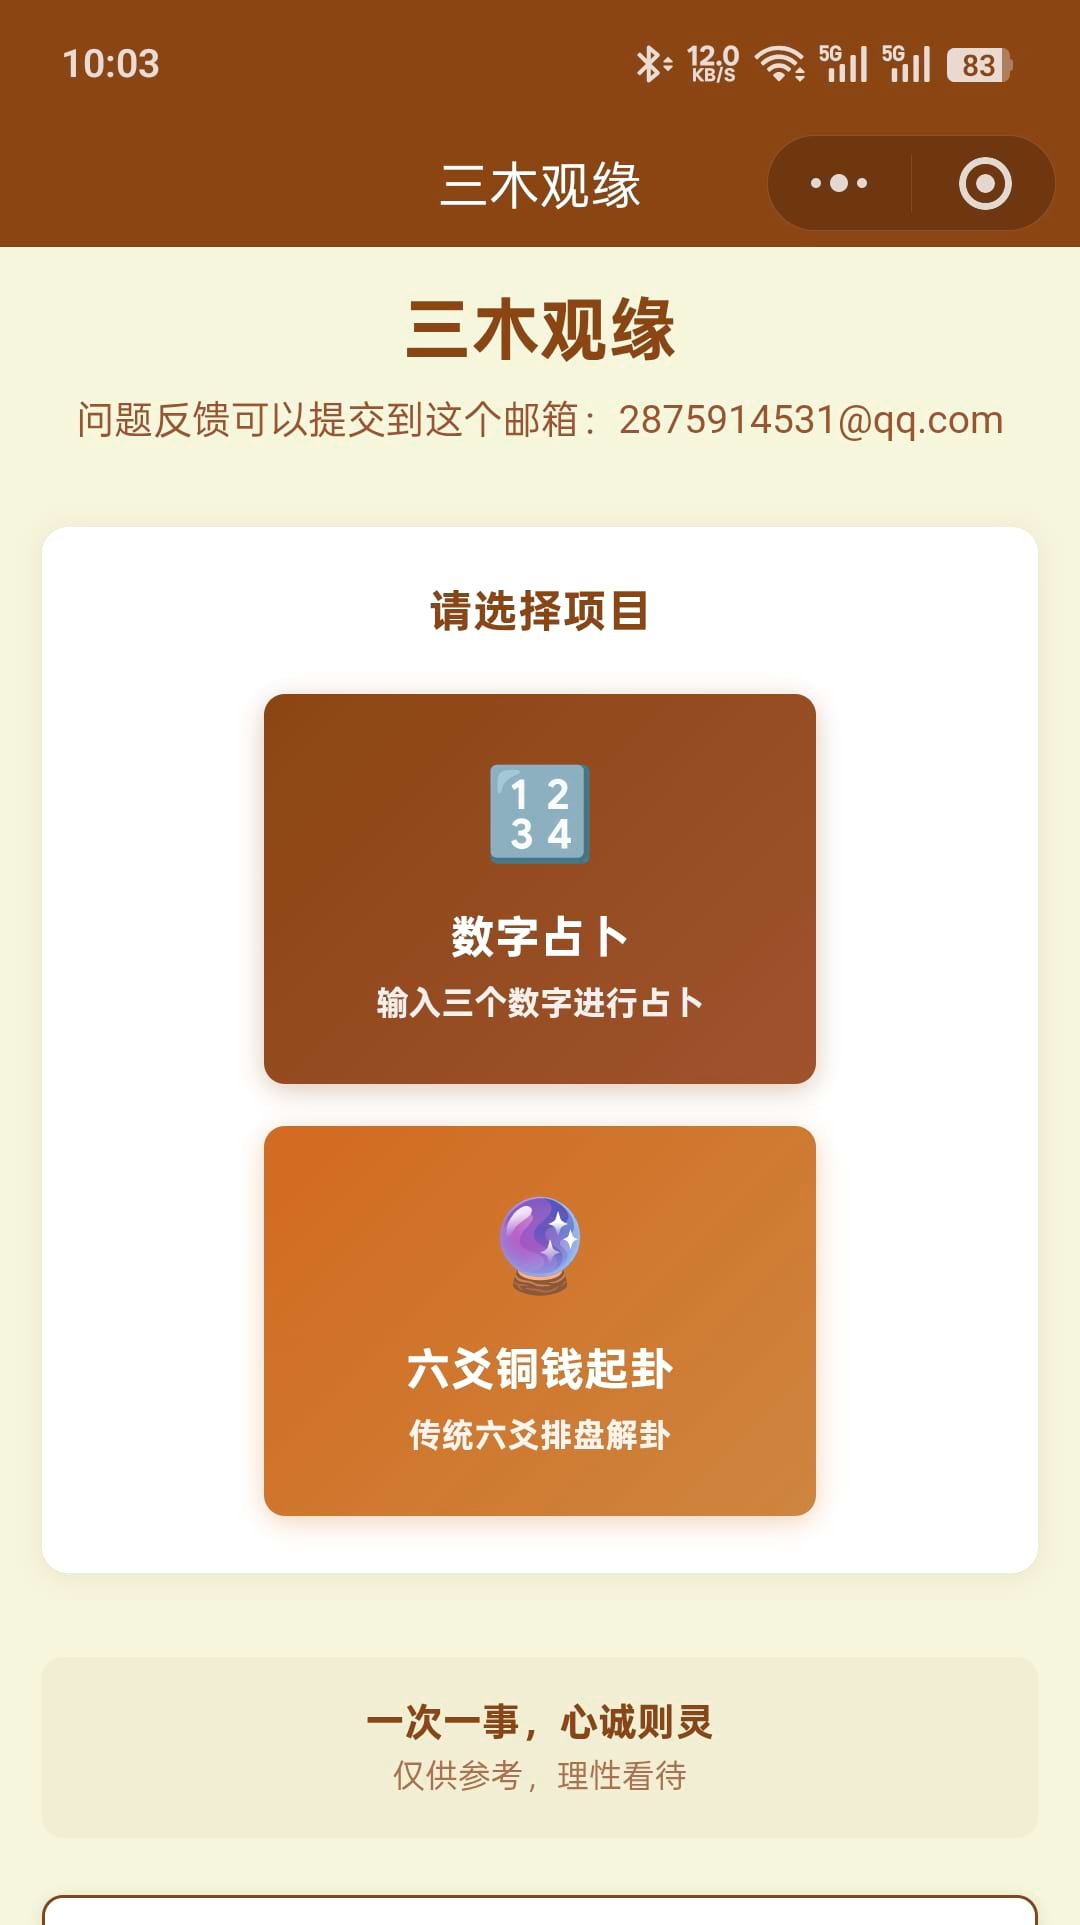 10:03
12.0
KB/S
5G
5G
83
三木观缘
三木观缘
问题反馈可以提交到这个邮箱：2875914531@qq.com
请选择项目
1 2
3 4
数字占卜
输入三个数字进行占卜
六爻铜钱起卦
传统六爻排盘解卦
一次一事，心诚则灵
仅供参考，理性看待